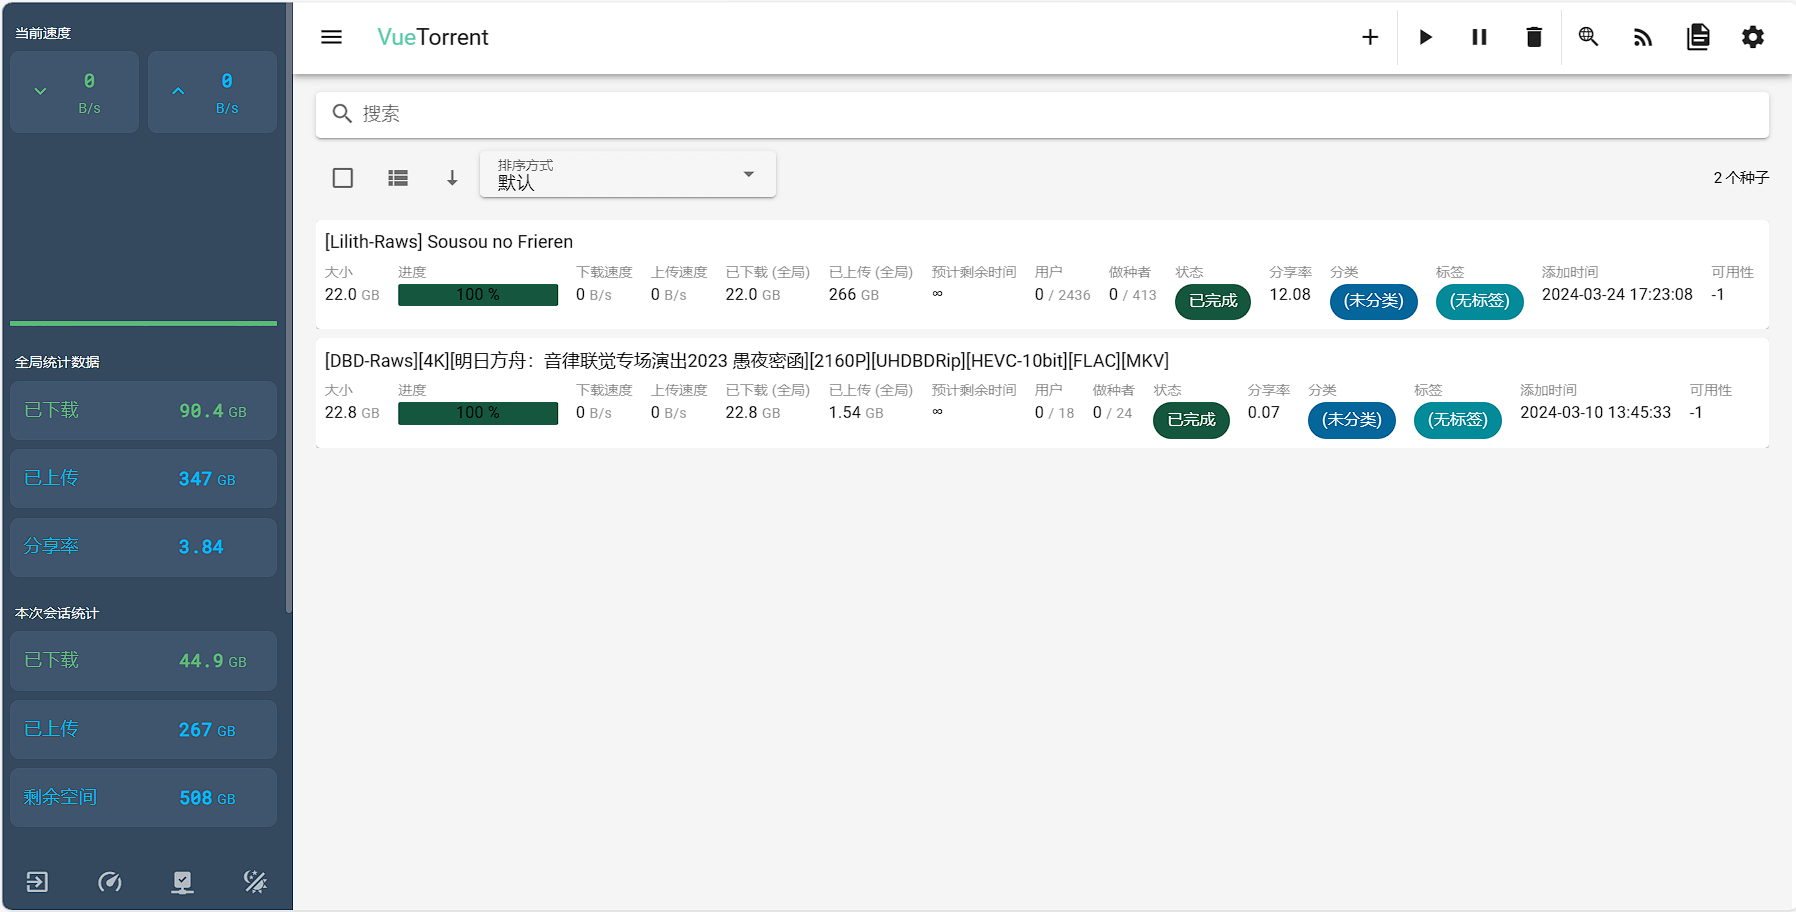 当前速度
0
B/s
0
B/s
全局统计数据
已下载 90.4 GB
已上传 347 GB
分享率 3.84
本次会话统计
已下载 44.9 GB
已上传 267 GB
剩余空间 508 GB
VueTorrent
搜索
排序方式
默认
2 个种子
[Lilith-Raws] Sousou no Frieren
大小 进度 下载速度 上传速度 已下载 (全局) 已上传 (全局) 预计剩余时间 用户 做种者 状态 分享率 分类 标签 添加时间 可用性
22.0 GB 100 % 0 B/s 0 B/s 22.0 GB 266 GB ∞ 0 / 2436 0 / 413 已完成 12.08 (未分类) (无标签) 2024-03-24 17:23:08 -1
[DBD-Raws][4K][明日方舟：音律联觉专场演出2023 愚夜密函][2160P][UHDBDRip][HEVC-10bit][FLAC][MKV]
大小 进度 下载速度 上传速度 已下载 (全局) 已上传 (全局) 预计剩余时间 用户 做种者 状态 分享率 分类 标签 添加时间 可用性
22.8 GB 100 % 0 B/s 0 B/s 22.8 GB 1.54 GB ∞ 0 / 18 0 / 24 已完成 0.07 (未分类) (无标签) 2024-03-10 13:45:33 -1